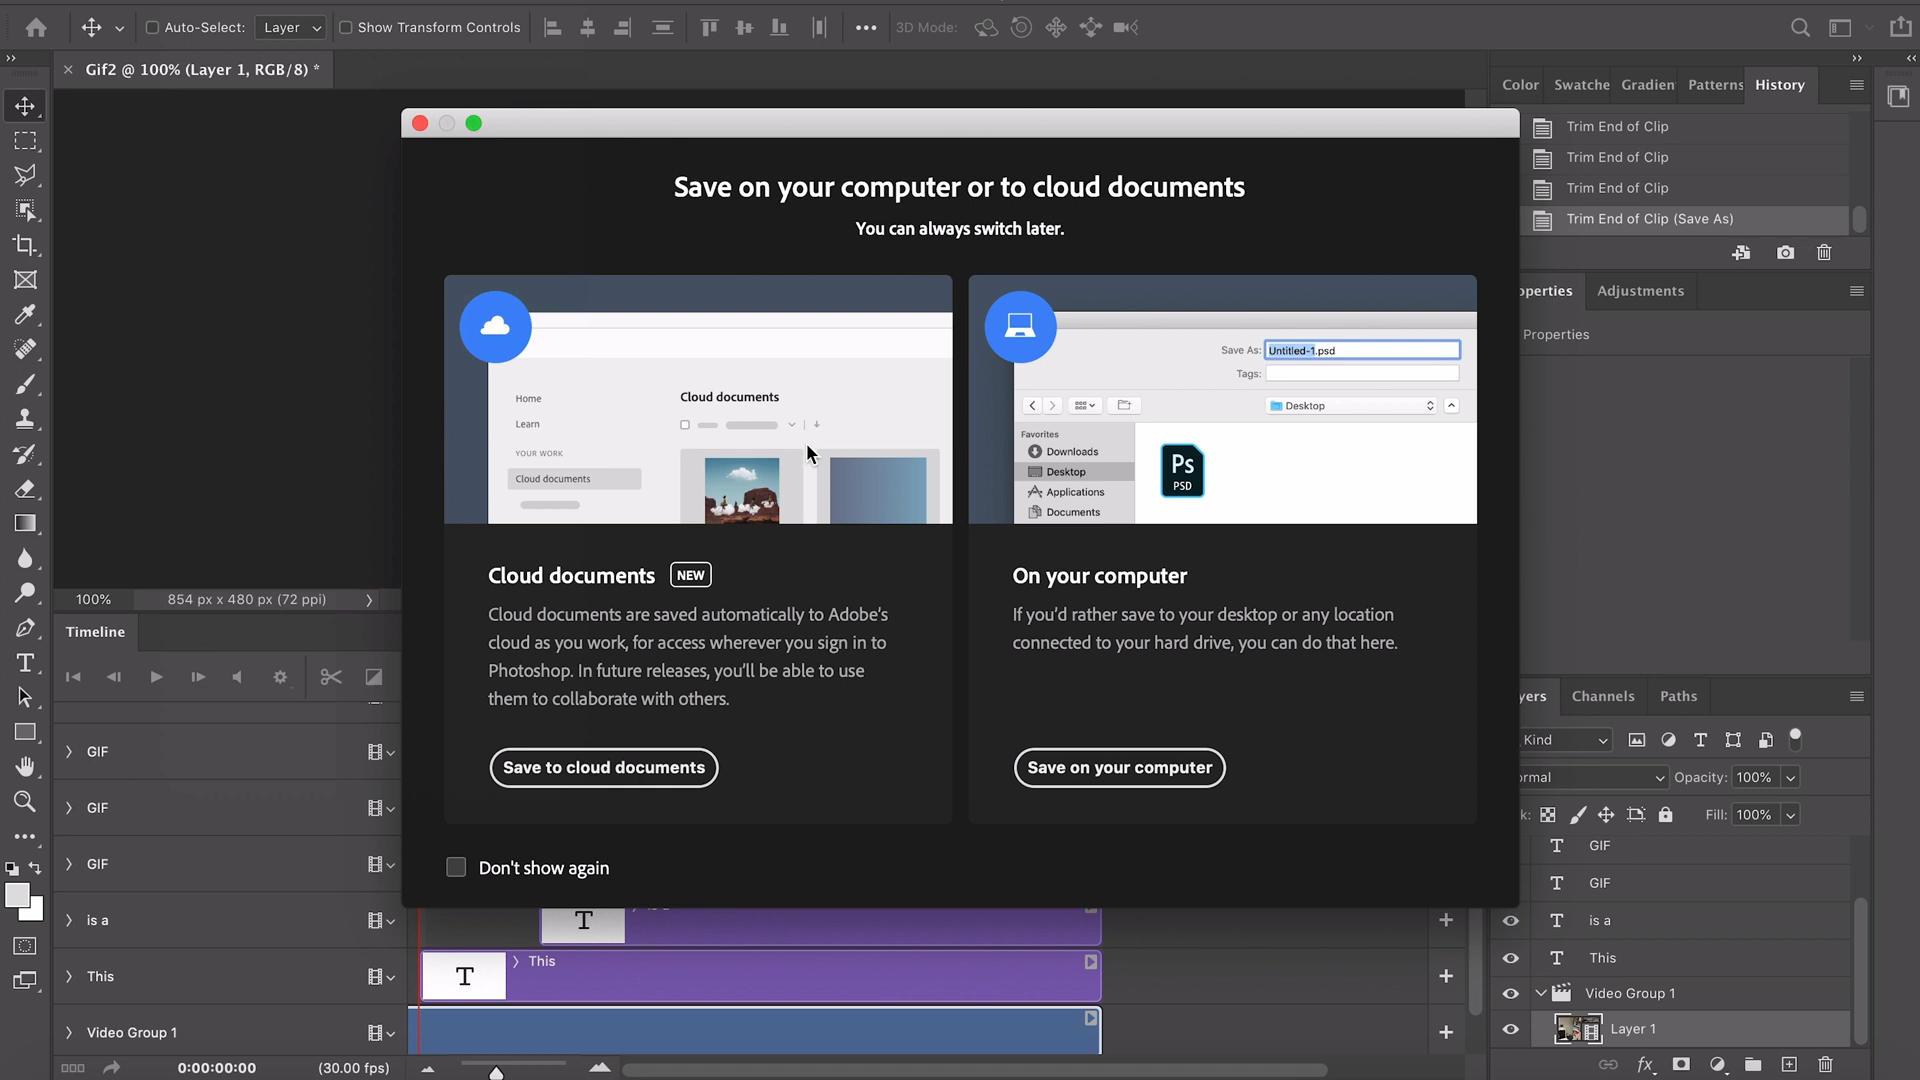 Auto-Select:
Layer
Show Transform Controls
3D Mode:
Gif2 @ 100% (Layer 1, RGB/8) *
Color
Swatche
Gradien
Patterns
History
Trim End of Clip
Trim End of Clip
Trim End of Clip
Trim End of Clip (Save As)
operties
Adjustments
Properties
Save on your computer or to cloud documents
You can always switch later.
Home
Learn
YOUR WORK
Cloud documents
Cloud documents
Save As: Untitled-1.psd
Tags:
Desktop
Favorites
Downloads
Desktop
Applications
Documents
Ps
PSD
Cloud documents NEW
Cloud documents are saved automatically to Adobe's
cloud as you work, for access wherever you sign in to
Photoshop. In future releases, you'll be able to use
them to collaborate with others.
Save to cloud documents
On your computer
If you'd rather save to your desktop or any location
connected to your hard drive, you can do that here.
Save on your computer
Don't show again
100%
854 px x 480 px (72 ppi)
Timeline
GIF
GIF
GIF
is a
This
Video Group 1
T
T
This
0:00:00:00
(30.00 fps)
yers
Channels
Paths
Kind
ormal
Opacity: 100%
k:
Fill: 100%
GIF
GIF
is a
This
Video Group 1
Layer 1
fx